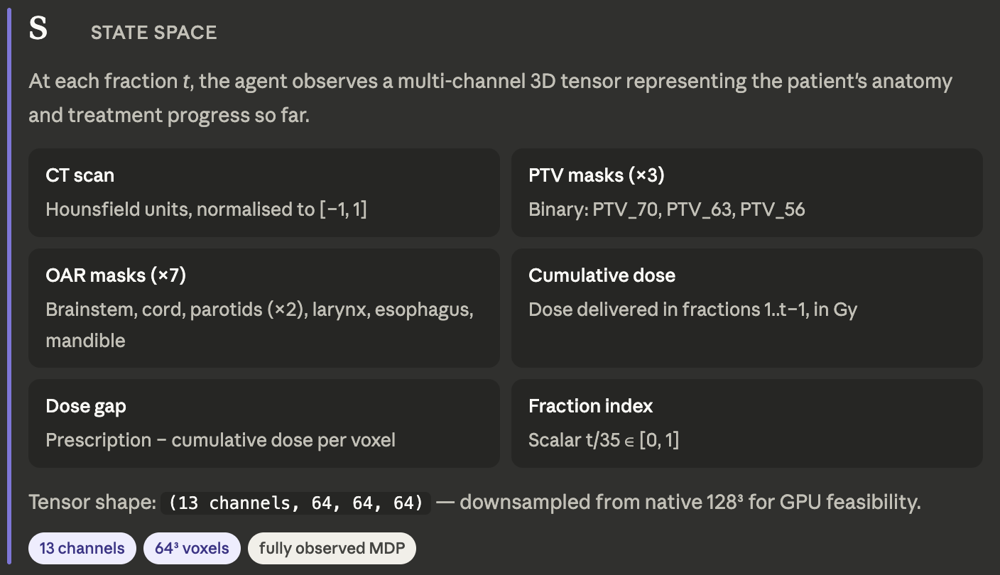 S STATE SPACE
At each fraction t, the agent observes a multi-channel 3D tensor representing the patient's anatomy
and treatment progress so far.
CT scan
Hounsfield units, normalised to [−1, 1]
PTV masks (×3)
Binary: PTV_70, PTV_63, PTV_56
OAR masks (×7)
Brainstem, cord, parotids (×2), larynx, esophagus,
mandible
Cumulative dose
Dose delivered in fractions 1..t−1, in Gy
Dose gap
Prescription − cumulative dose per voxel
Fraction index
Scalar t/35 ∈ [0, 1]
Tensor shape: (13 channels, 64, 64, 64) — downsampled from native 128³ for GPU feasibility.
13 channels 64³ voxels fully observed MDP